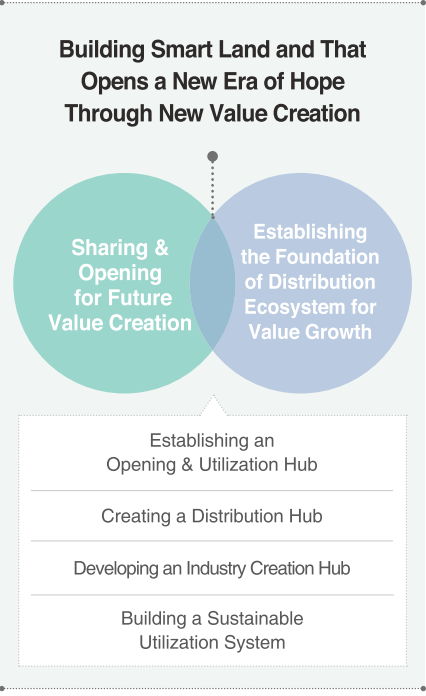 Building Smart Land and That
Opens a New Era of Hope
Through New Value Creation
Sharing &
Opening
for Future
Value Creation
Establishing
the Foundation
of Distribution
Ecosystem for
Value Growth
Establishing an
Opening & Utilization Hub
Creating a Distribution Hub
Developing an Industry Creation Hub
Building a Sustainable
Utilization System